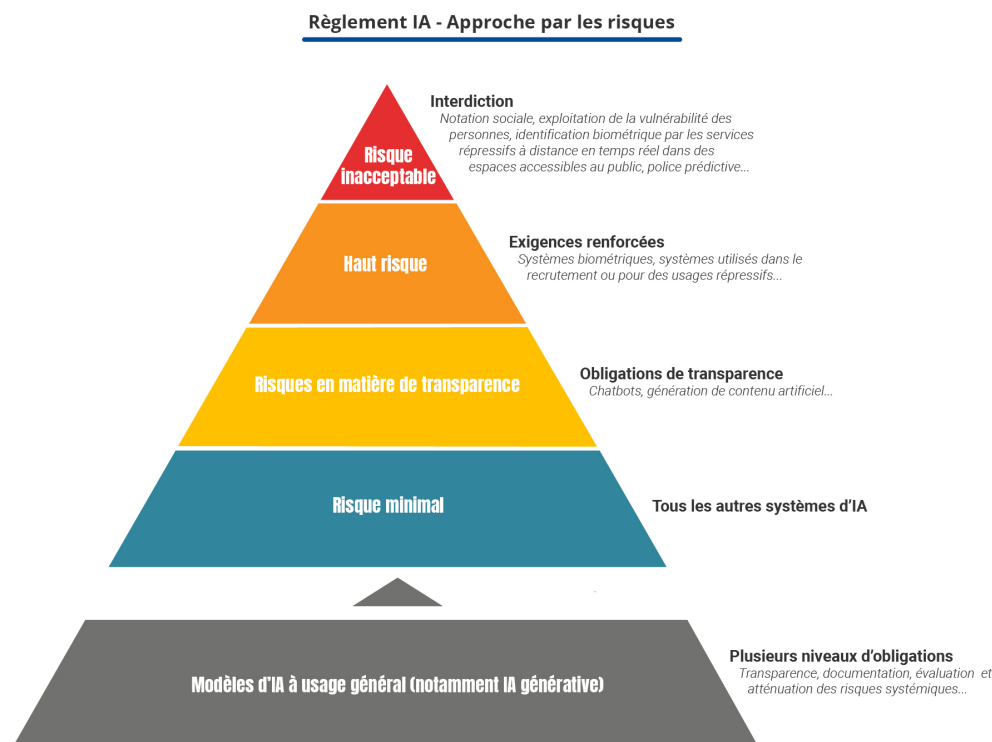 Règlement IA - Approche par les risques
Interdiction
Notation sociale, exploitation de la vulnérabilité des
personnes, identification biométrique par les services
répressifs à distance en temps réel dans des
espaces accessibles au public, police prédictive...
Risque
inacceptable
Exigences renforcées
Systèmes biométriques, systèmes utilisés dans le
recrutement ou pour des usages répressifs...
Haut risque
Obligations de transparence
Chatbots, génération de contenu artificiel...
Risques en matière de transparence
Risque minimal
Tous les autres systèmes d’IA
Plusieurs niveaux d’obligations
Transparence, documentation, évaluation et
atténuation des risques systémiques...
Modèles d’IA à usage général (notamment IA générative)